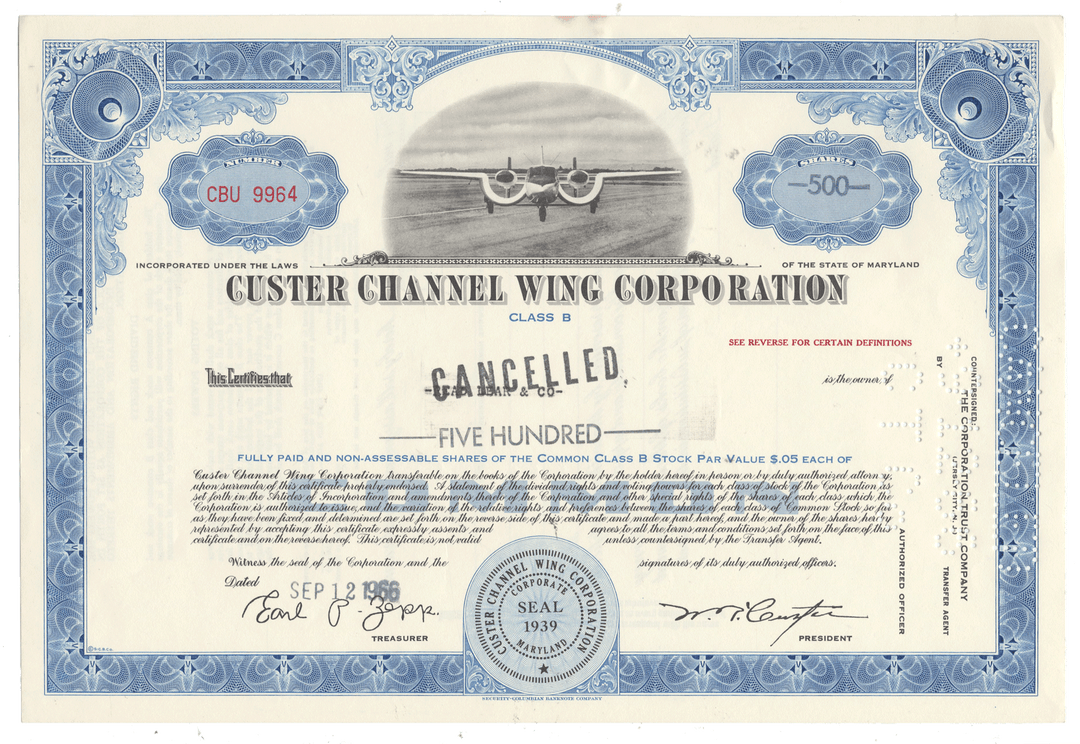 NUMBER
CBU 9964
SHARES
—500—
INCORPORATED UNDER THE LAWS
OF THE STATE OF MARYLAND
CUSTER CHANNEL WING CORPORATION
CLASS B
SEE REVERSE FOR CERTAIN DEFINITIONS
This Certifies that
CANCELLED
& CO-
is the owner of
FIVE HUNDRED
FULLY PAID AND NON-ASSESSABLE SHARES OF THE COMMON CLASS B STOCK PAR VALUE $.05 EACH OF
Custer Channel Wing Corporation transferable on the books of the Corporation by the holder hereof in person or by duly authorized attorney,
upon surrender of this certificate properly endorsed. A statement of the dividend rights and voting powers for each class of stock of the Corporation, is
set forth in the Articles of Incorporation and amendments thereto of the Corporation and other special rights of the shares of each class which the
Corporation is authorized to issue, and the variation in the relative rights and preferences between the shares of each class of Common Stock so far
as they have been fixed and determined are set forth on the reverse side of this certificate and made a part hereof, and the owner of the shares hereby
represented by accepting this certificate expressly assents and agrees to all the terms and conditions set forth on the face of this
certificate and on the reverse hereof. This certificate is not valid unless countersigned by the Transfer Agent.
Witness the seal of the Corporation and the signatures of its duly authorized officers.
Dated
SEP 12 1966
Earl P. Zepp.
TREASURER
CUSTER CHANNEL WING CORPORATION
CORPORATE
SEAL
1939
MARYLAND
W. R. Custer
PRESIDENT
COUNTERSIGNED:
THE CORPORATION TRUST COMPANY
TRANSFER AGENT
BY
AUTHORIZED OFFICER
SECURITY-COLUMBIAN BANKNOTE COMPANY